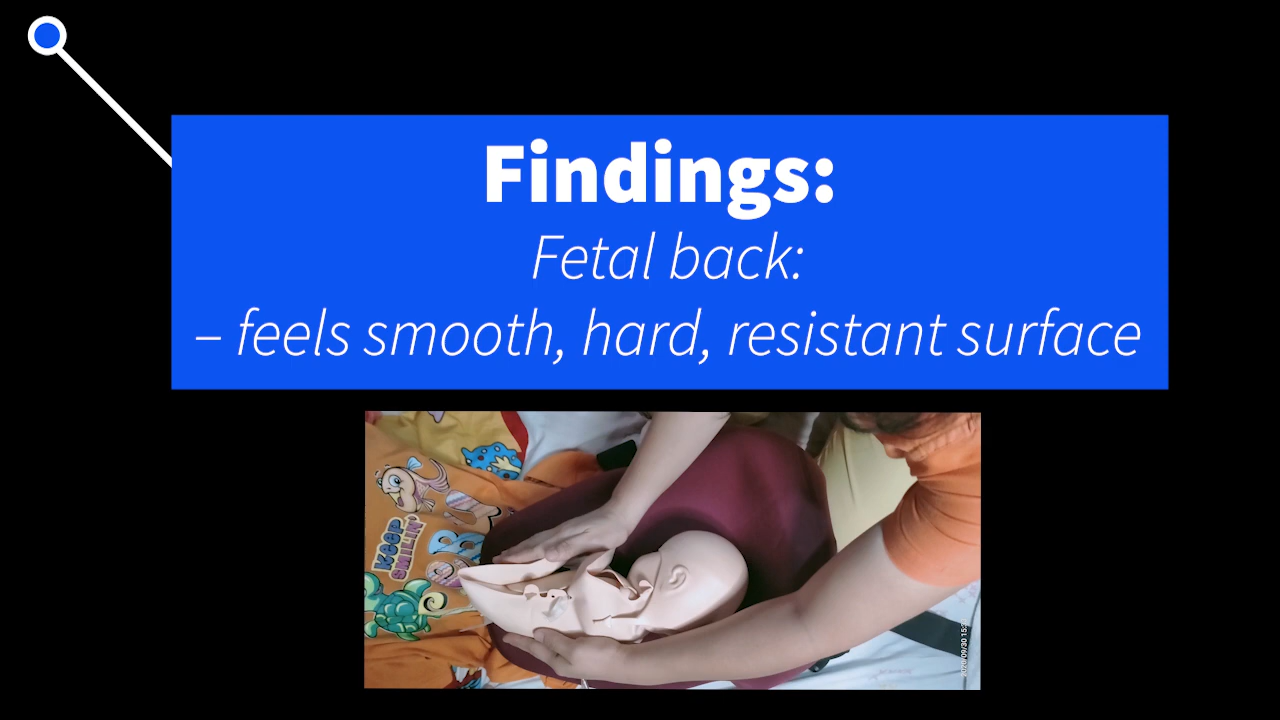 Findings:
Fetal back:
– feels smooth, hard, resistant surface
KEEP
SMILIN'